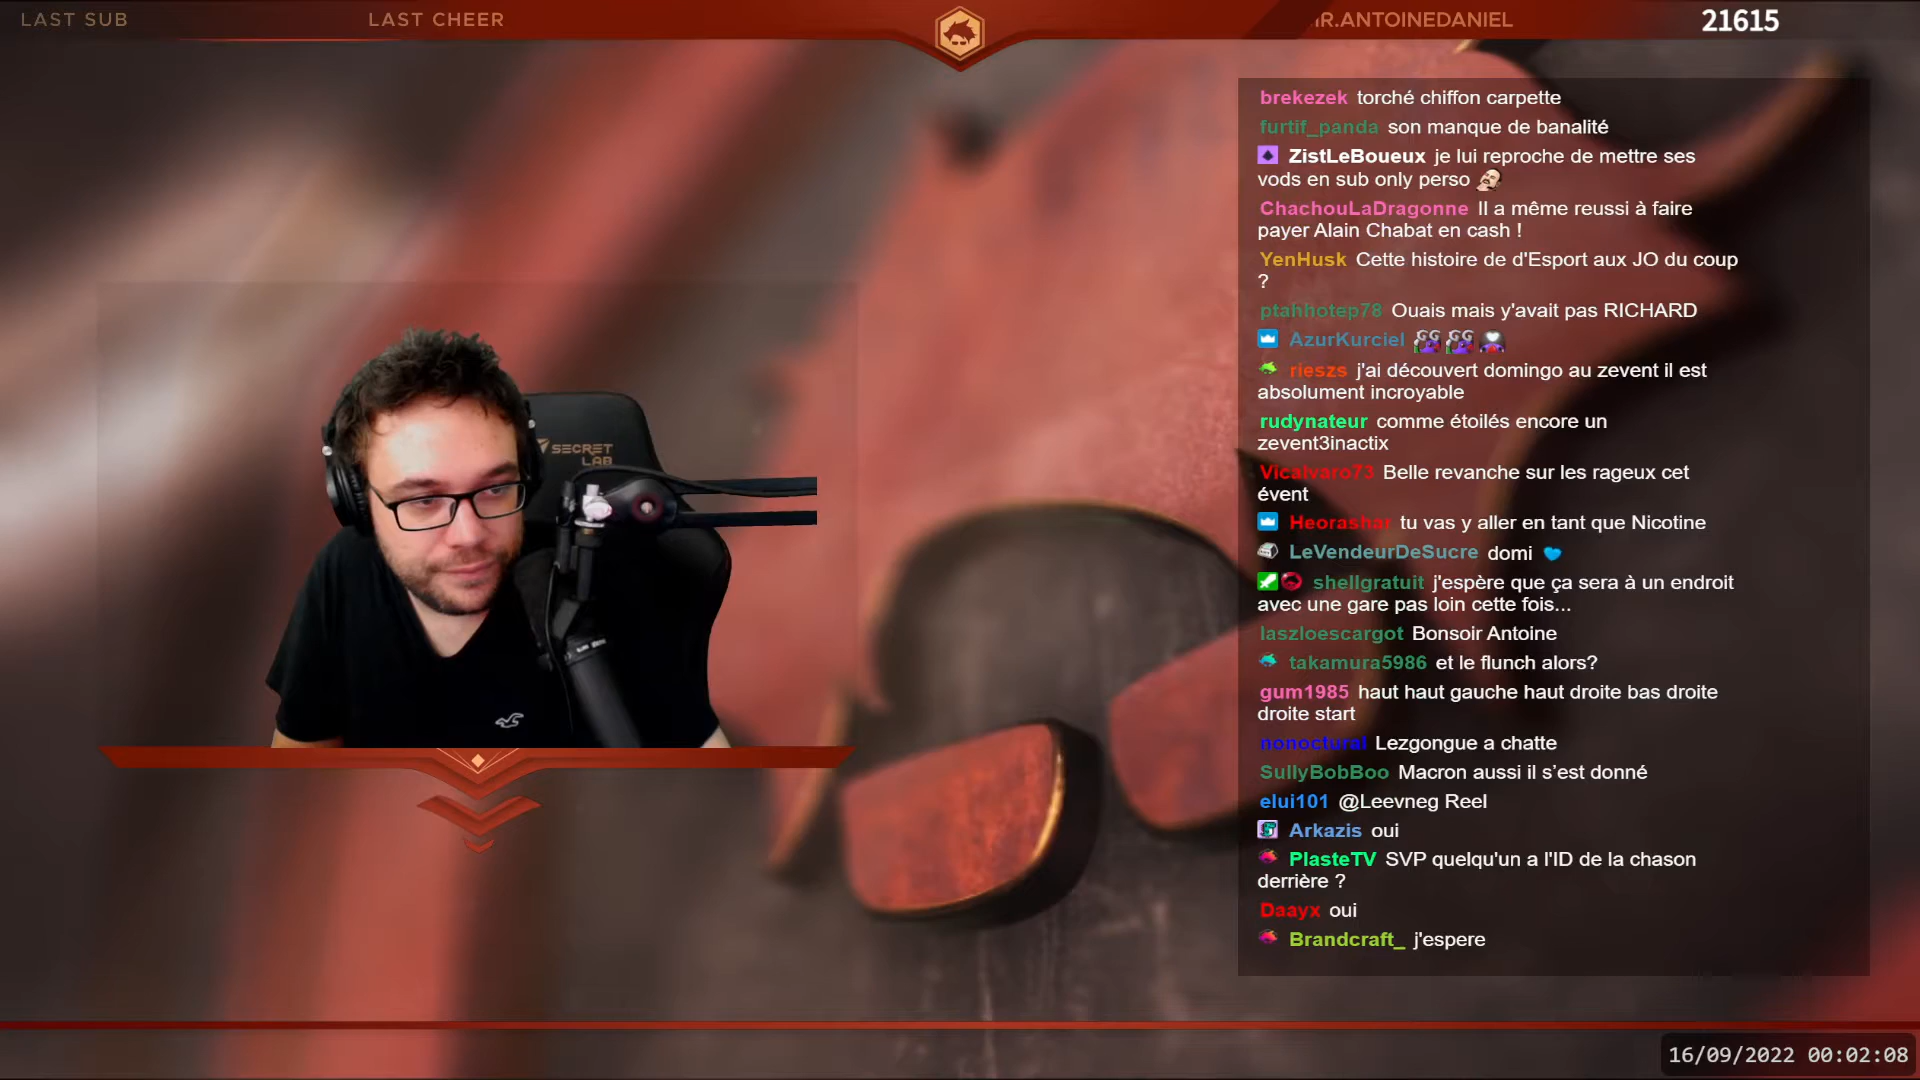 LAST SUB
LAST CHEER
IR.ANTOINEDANIEL
21615
brekezek torché chiffon carpette
furtif_panda son manque de banalité
ZistLeBoueux je lui reproche de mettre ses
vods en sub only perso
ChachouLaDragonne Il a même reussi à faire
payer Alain Chabat en cash !
YenHusk Cette histoire de d'Esport aux JO du coup
?
ptahhotep78 Ouais mais y'avait pas RICHARD
AzurKurciel
rieszs j'ai découvert domingo au zevent il est
absolument incroyable
rudynateur comme étoilés encore un
zevent3inactix
Vicalvaro73 Belle revanche sur les rageux cet
évent
Heorashar tu vas y aller en tant que Nicotine
LeVendeurDeSucre domi
shellgratuit j'espère que ça sera à un endroit
avec une gare pas loin cette fois...
laszloescargot Bonsoir Antoine
takamura5986 et le flunch alors?
gum1985 haut haut gauche haut droite bas droite
droite start
nonoctural Lezgongue a chatte
SullyBobBoo Macron aussi il s’est donné
elui101 @Leevneg Reel
Arkazis oui
PlasteTV SVP quelqu'un a l'ID de la chason
derrière ?
Daayx oui
Brandcraft_ j'espere
SECRET
LAB
16/09/2022 00:02:08